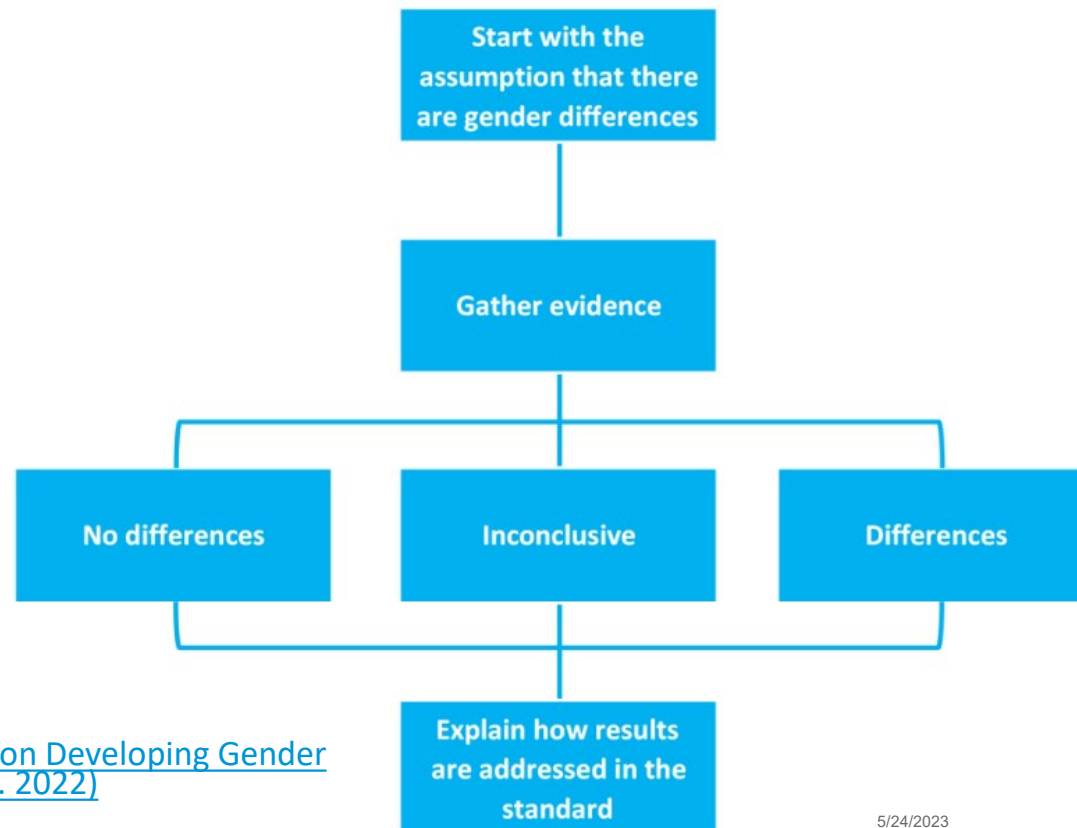 Start with the
assumption that there
are gender differences
Gather evidence
No differences
Inconclusive
Differences
Explain how results
are addressed in the
standard
on Developing Gender
. 2022)
5/24/2023